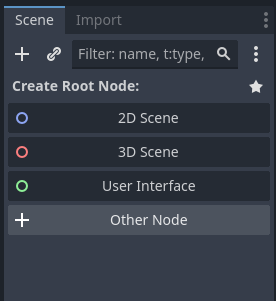 Scene Import
Filter: name, t:type,
Create Root Node:
2D Scene
3D Scene
User Interface
Other Node